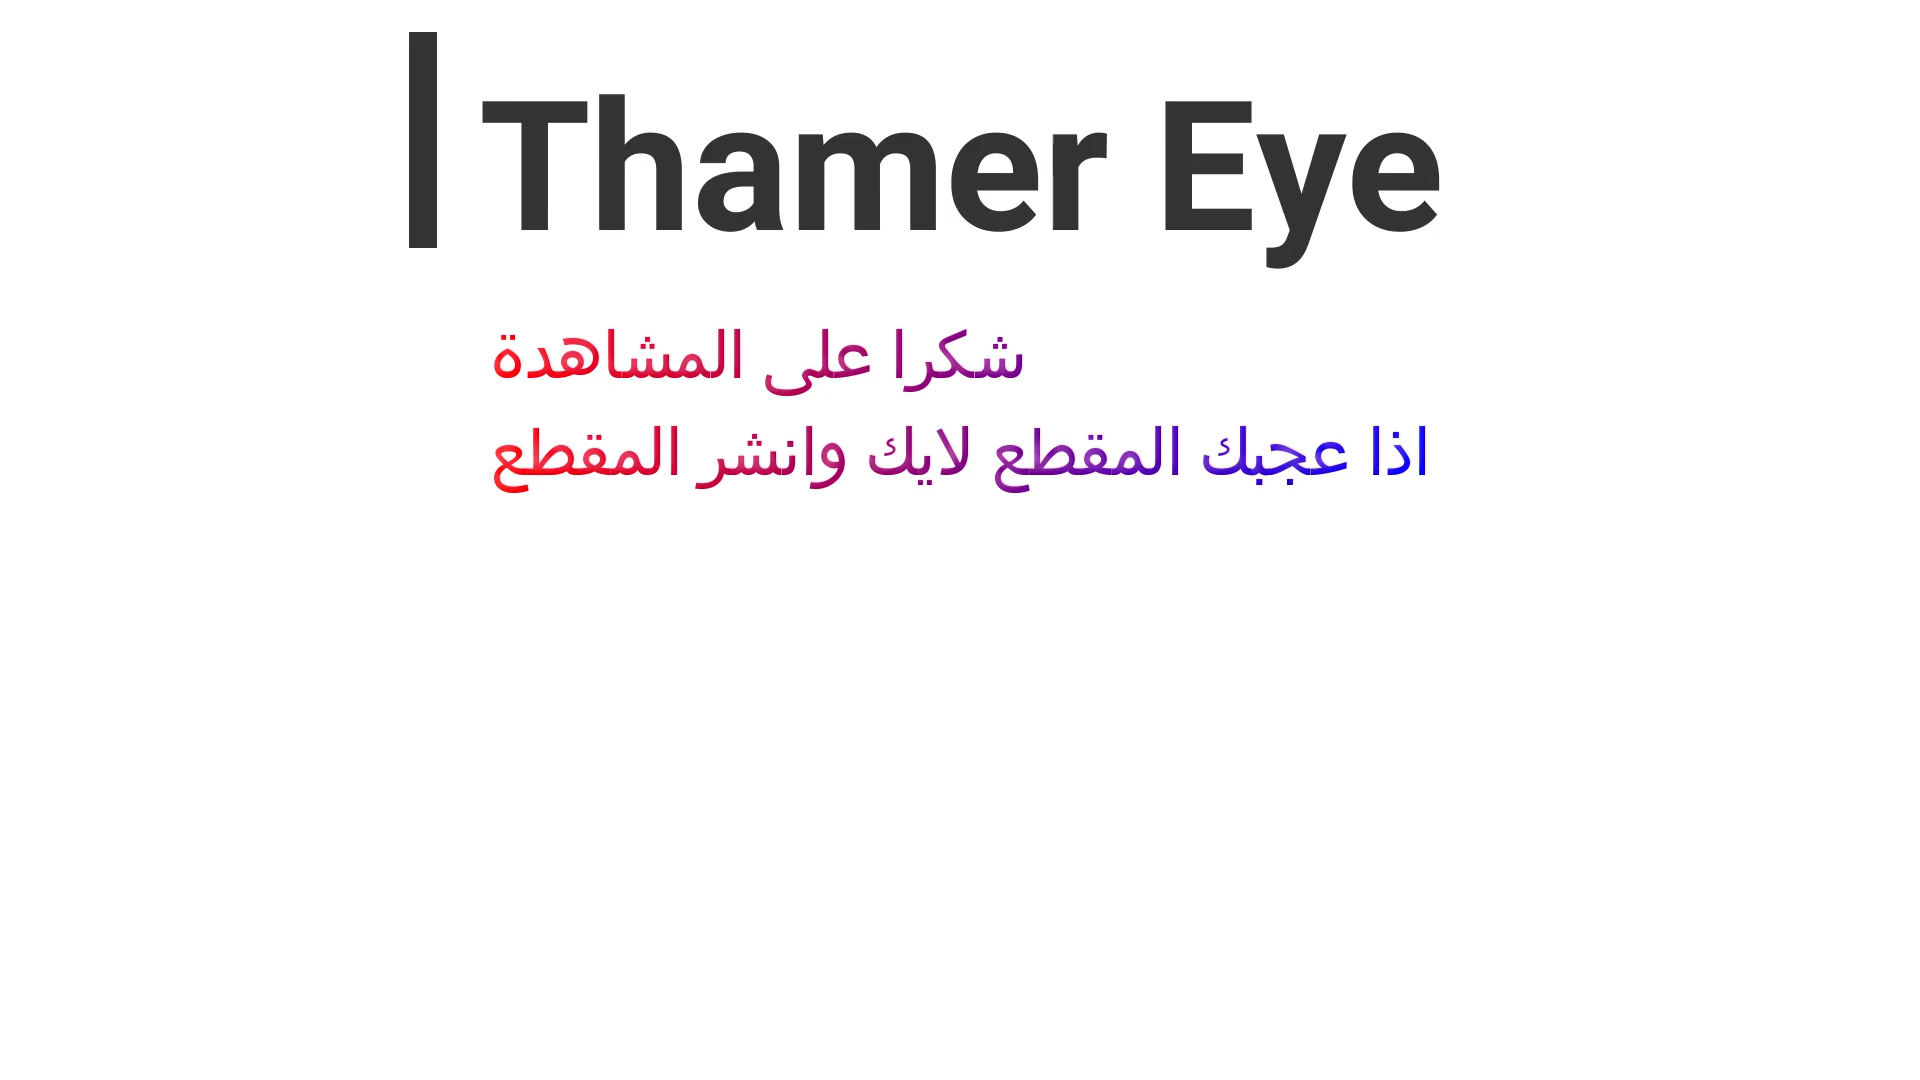 Thamer Eye
شكرا على المشاهدة
اذا عجبك المقطع لايك وانشر المقطع